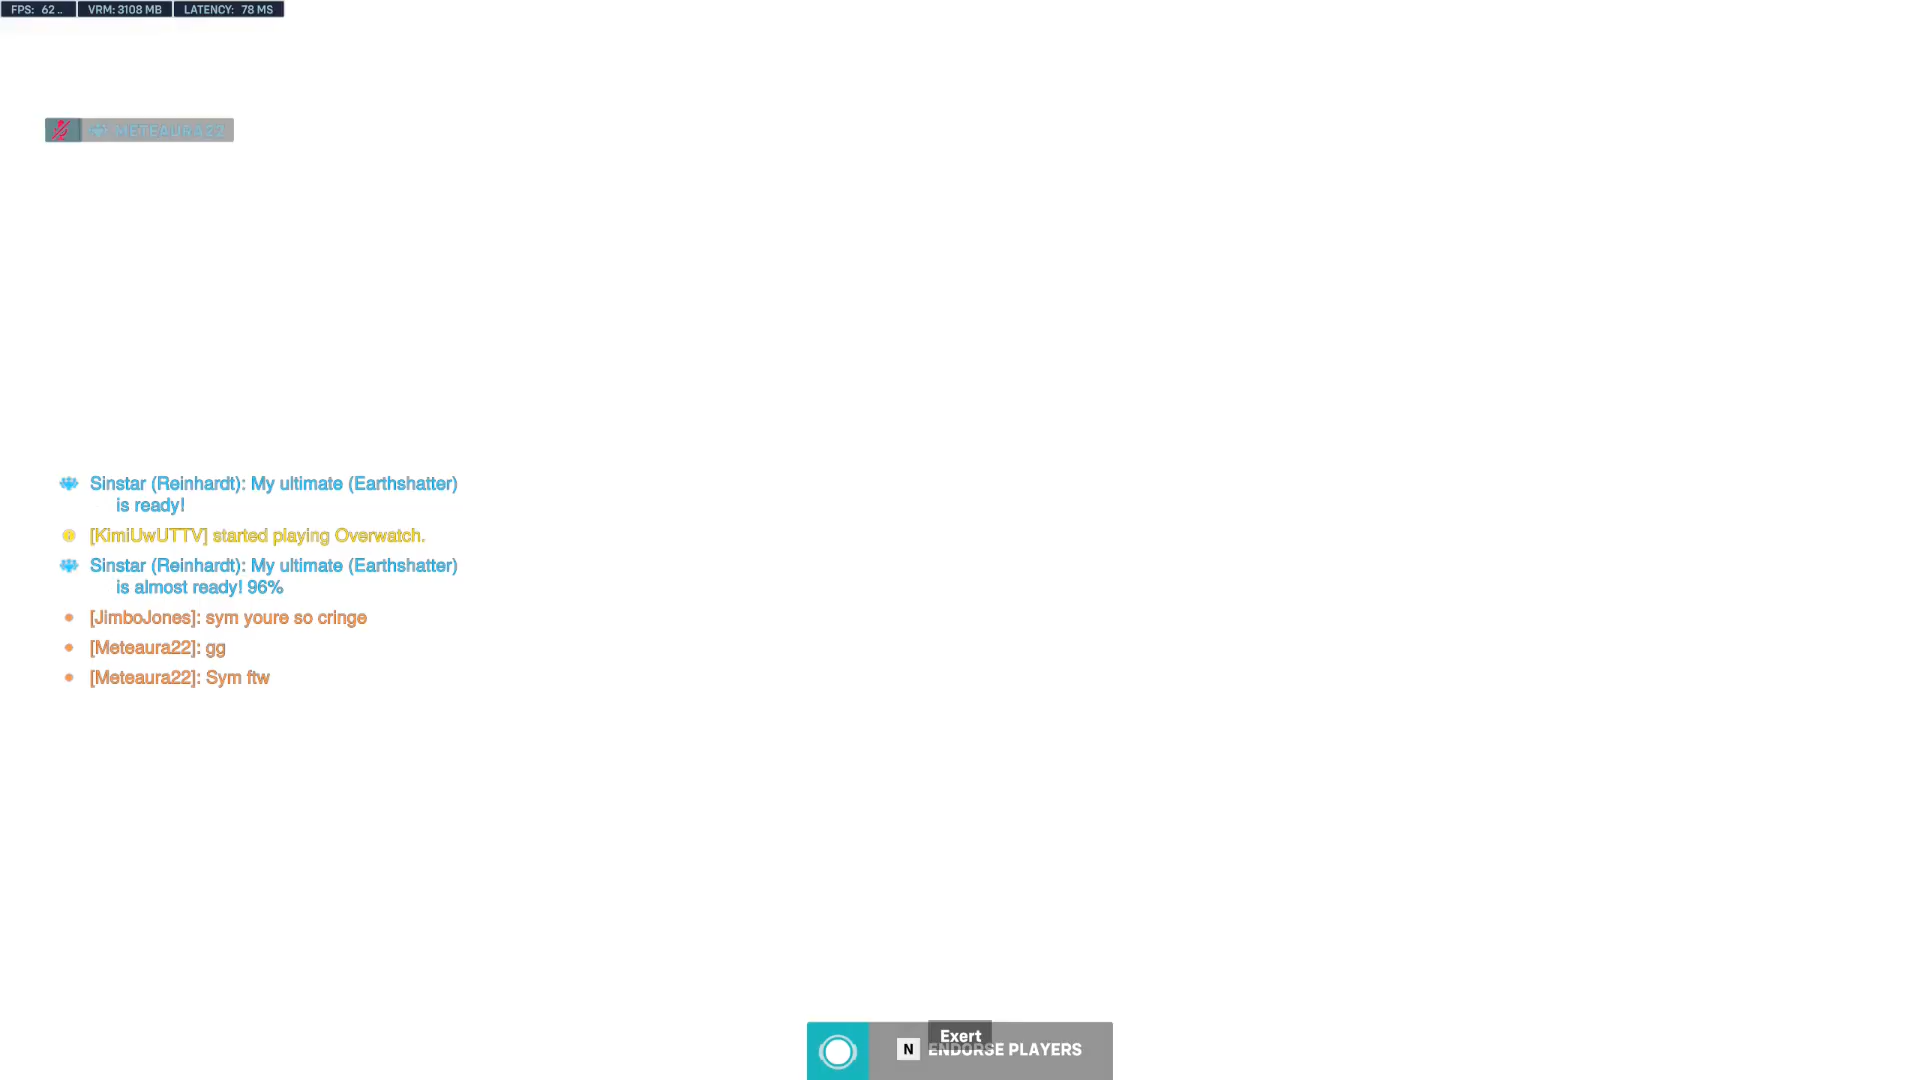 FPS: 62 ..
VRM: 3108 MB
LATENCY: 78 MS
METEAURA22
Sinstar (Reinhardt): My ultimate (Earthshatter)
is ready!
[KimiUwUTTV] started playing Overwatch.
Sinstar (Reinhardt): My ultimate (Earthshatter)
is almost ready! 96%
[JimboJones]: sym youre so cringe
[Meteaura22]: gg
[Meteaura22]: Sym ftw
Exert
N ENDORSE PLAYERS